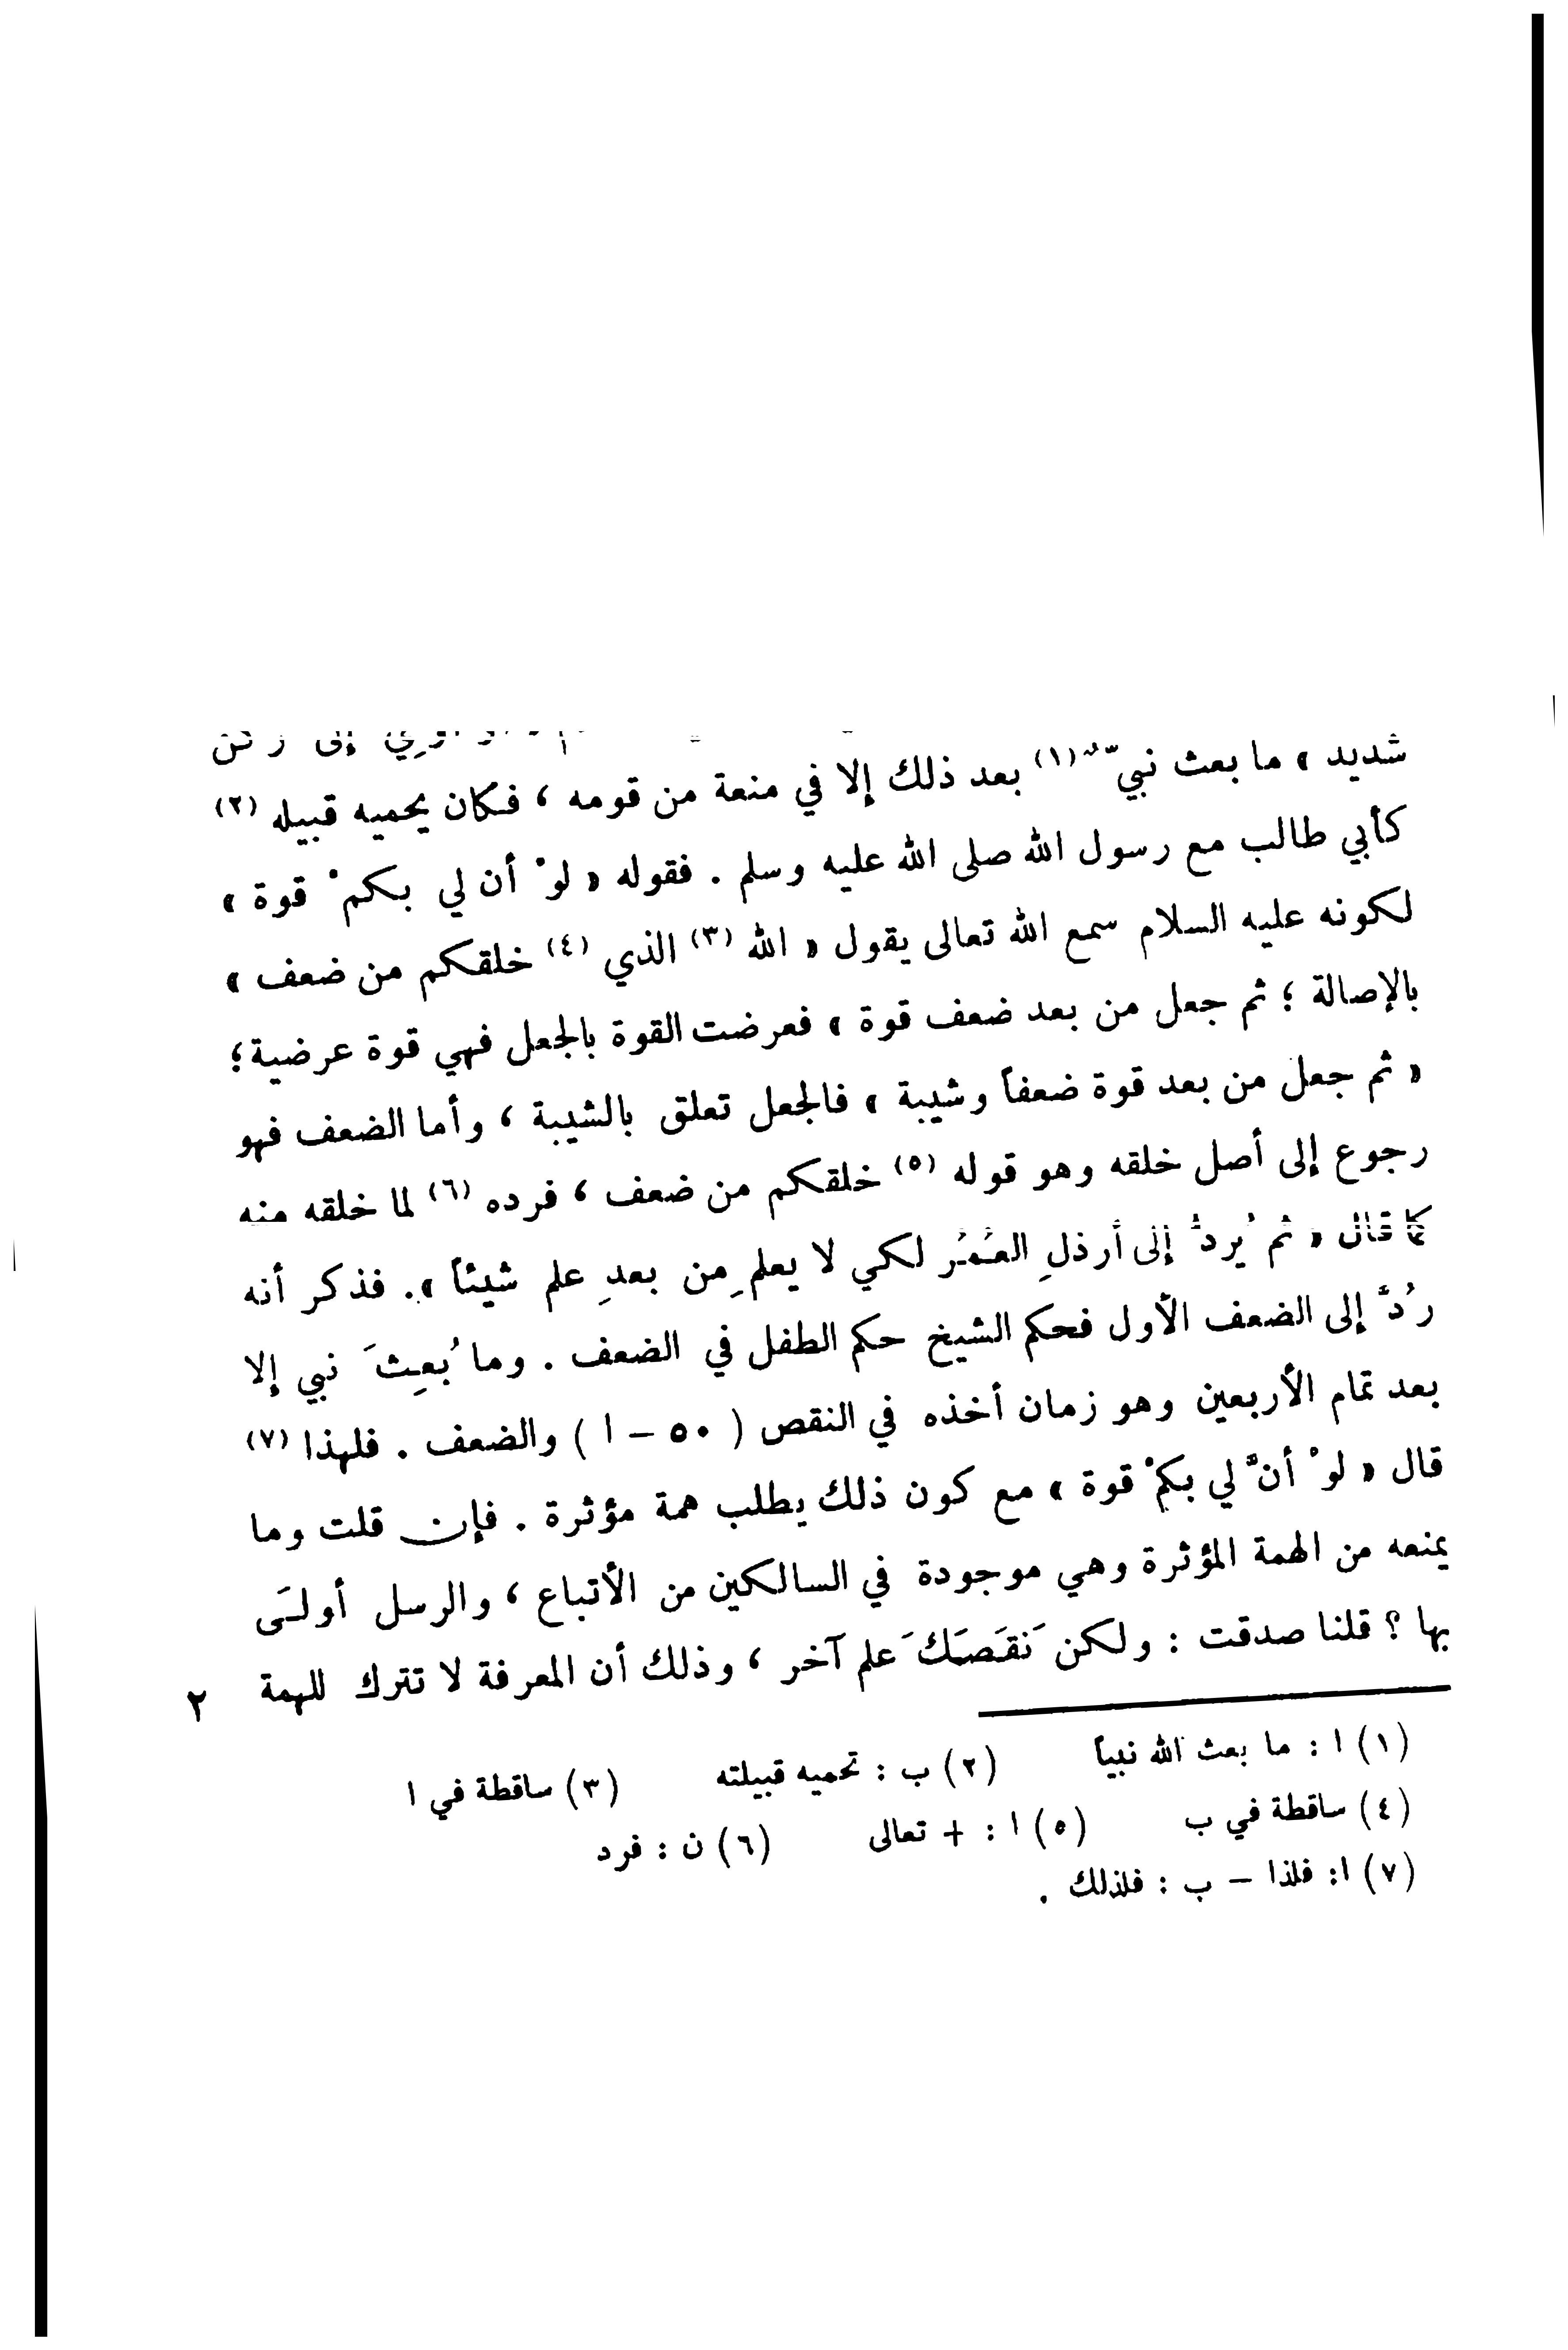 إلى ركن
شديد » ما بعث نبيٌّ (١) بعد ذلك إلا في منعة من قومه ، فكان يحميه قبيله (٢)
كأبي طالب مع رسول الله صلى الله عليه وسلم . فقوله « لوْ أن لي بكمْ قوة »
لكونه عليه السلام سمع الله تعالى يقول « الله (٣) الذي (٤) خلقكم من ضعف »
بالإصالة ؛ ثم جعل من بعد ضعف قوة » فعرضت القوة بالجعل فهي قوة عرضية؛
« ثم جعل من بعد قوة ضعفاً وشيبة » فالجعل تعلق بالشيبة ، وأما الضعف فهو
رجوع إلى أصل خلقه وهو قوله (٥) خلقكم من ضعف ، فرده (٦) لما خلقه منه
كما قال « ثم يُردُّ إلى أرذلِ العُمُر لكي لا يعلم مِن بعدِ علم شيئاً ». فذكر أنه
رُدَّ إلى الضعف الأول فحكم الشيخ حكم الطفل في الضعف . وما بُعِثَ نبي إلا
بعد تمام الأربعين وهو زمان أخذه في النقص ( ٥٠ – ا ) والضعف . فلهذا (٧)
قال « لوْ أنَّ لي بكمْ قوة » مع كون ذلك يطلب همة مؤثرة . فإن قلت وما
يمنعه من الهمة المؤثرة وهي موجودة في السالكين من الأتباع ، والرسل أولَى
بها ؟ قلنا صدقت : ولكن نَقَصَكَ علم آخر ، وذلك أن المعرفة لا تترك للهمة ٢
(١) ا : ما بعث الله نبياً (٢) ب : تحميه قبيلته (٣) ساقطة في ا
(٤) ساقطة في ب (٥) ا : + تعالى (٦) ن : فرد
(٧) ا: فلذا – ب : فلذلك .